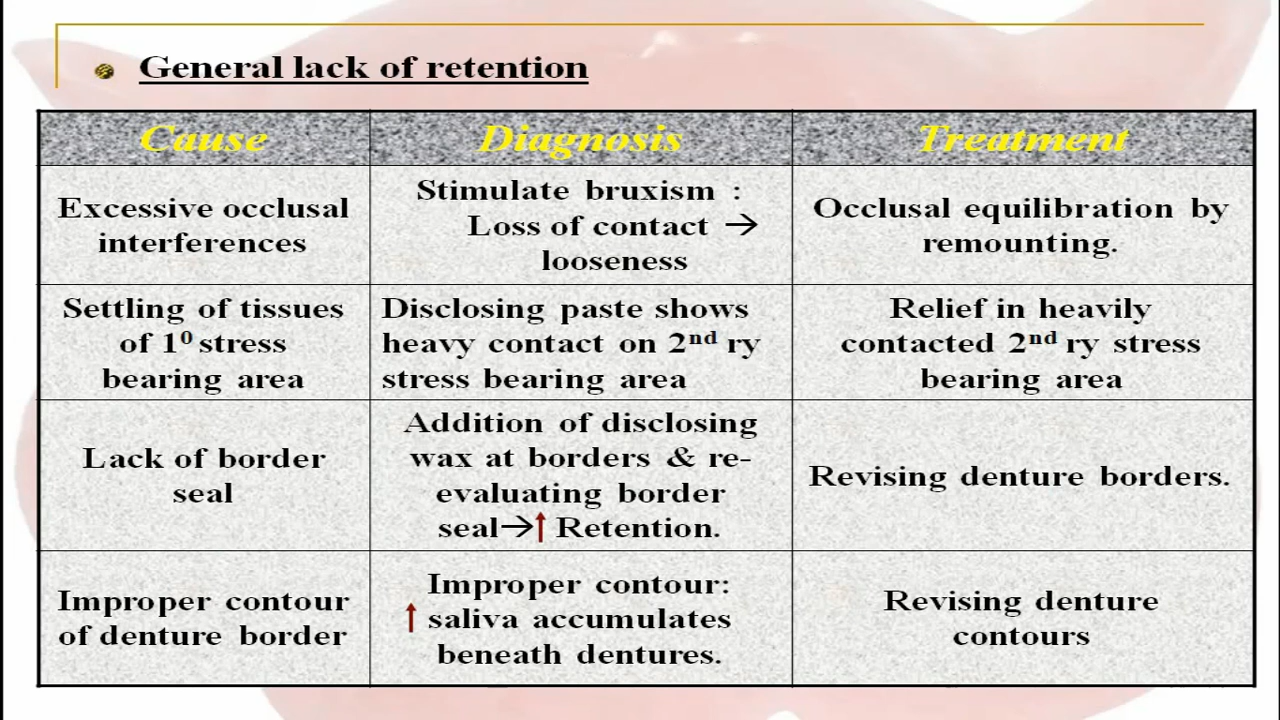 General lack of retention
Cause
Diagnosis
Treatment
Excessive occlusal
interferences
Stimulate bruxism :
Loss of contact →
looseness
Occlusal equilibration by
remounting.
Settling of tissues
of 1⁰ stress
bearing area
Disclosing paste shows
heavy contact on 2ⁿᵈ ry
stress bearing area
Relief in heavily
contacted 2ⁿᵈ ry stress
bearing area
Lack of border
seal
Addition of disclosing
wax at borders & re-
evaluating border
seal→↑ Retention.
Revising denture borders.
Improper contour
of denture border
Improper contour:
↑ saliva accumulates
beneath dentures.
Revising denture
contours